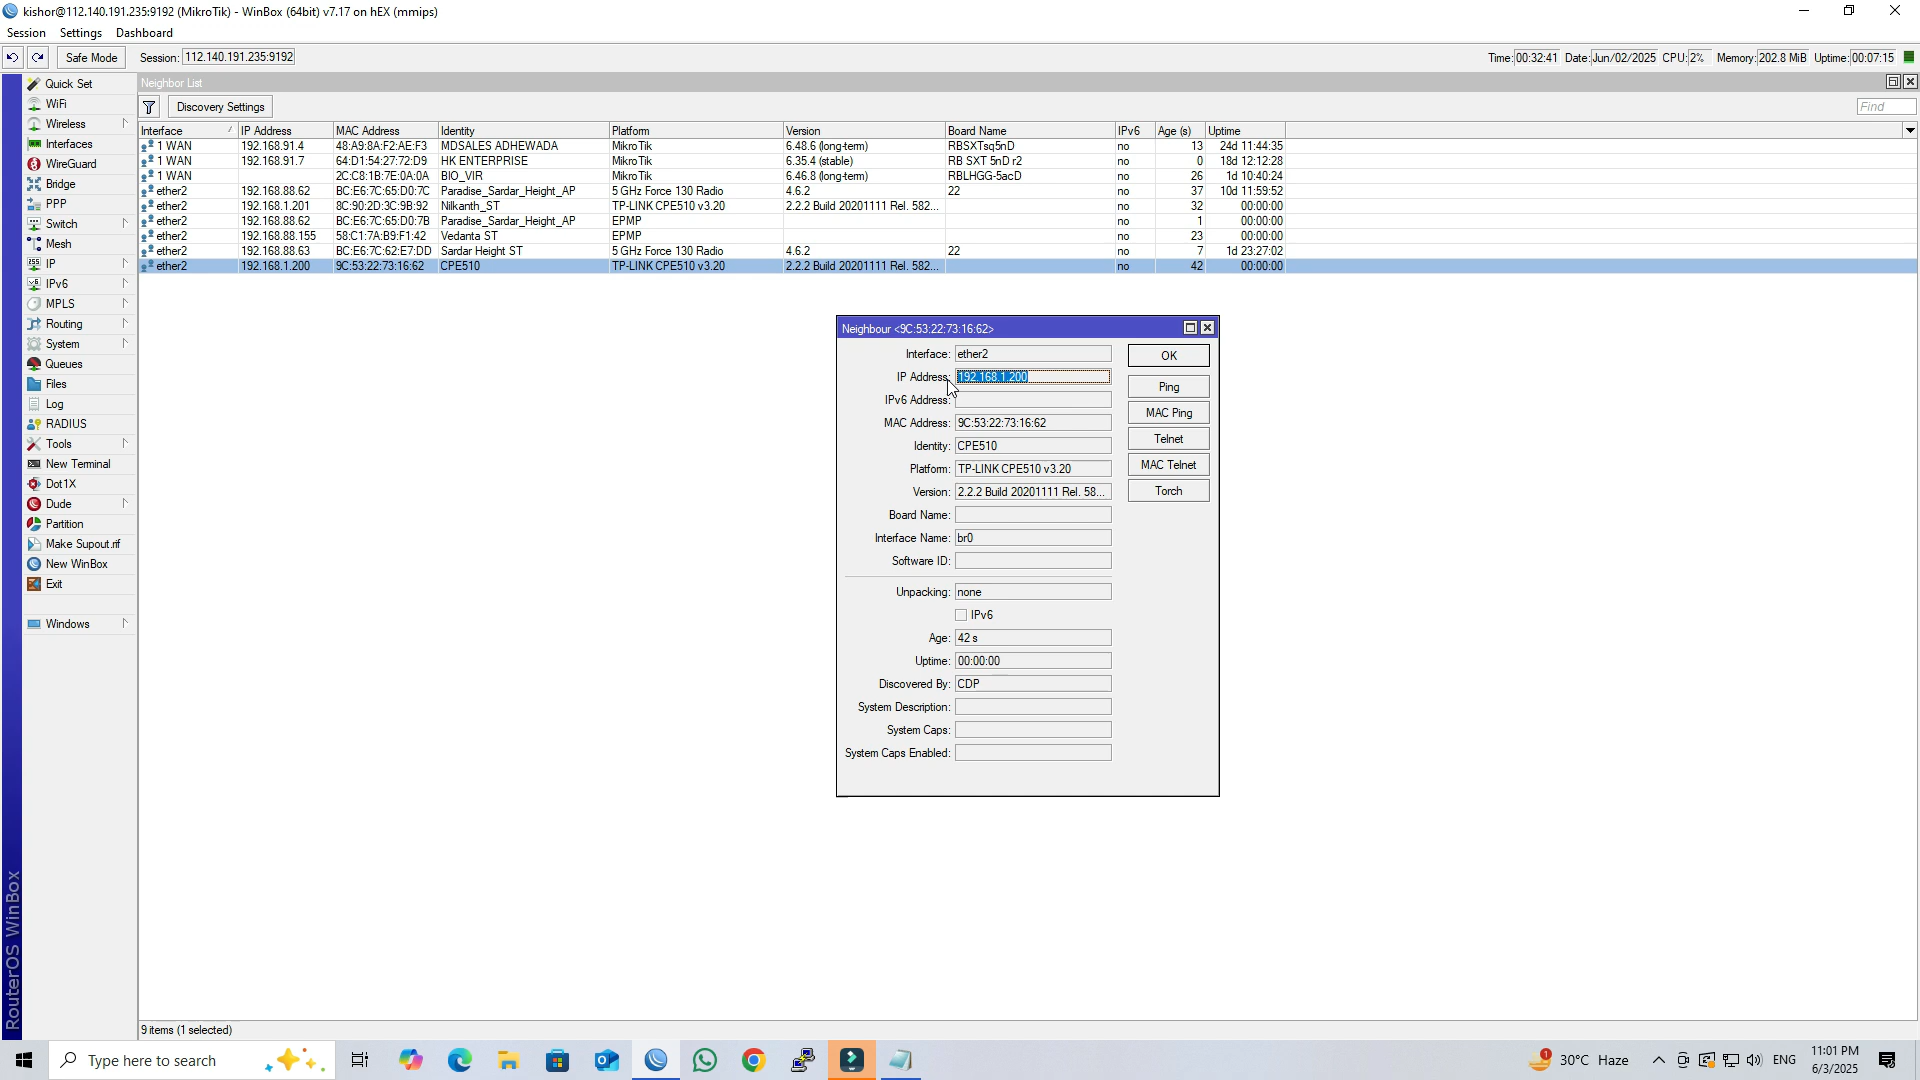 kishor@112.140.191.235:9192 (MikroTik) - WinBox (64bit) v7.17 on hEX (mmips)
Session Settings Dashboard
Safe Mode Session: 112.140.191.235:9192 Time: 00:32:41 Date: Jun/02/2025 CPU: 2% Memory: 202.8 MiB Uptime: 00:07:15
Quick Set
WiFi
Wireless
Interfaces
WireGuard
Bridge
PPP
Switch
Mesh
IP
IPv6
MPLS
Routing
System
Queues
Files
Log
RADIUS
Tools
New Terminal
Dot1X
Dude
Partition
Make Supout.rif
New WinBox
Exit
Windows
RouterOS WinBox
Neighbor List
Discovery Settings Find
Interface IP Address MAC Address Identity Platform Version Board Name IPv6 Age (s) Uptime
1 WAN 192.168.91.4 48:A9:8A:F2:AE:F3 MDSALES ADHEWADA MikroTik 6.48.6 (long-term) RBSXTsq5nD no 13 24d 11:44:35
1 WAN 192.168.91.7 64:D1:54:27:72:D9 HK ENTERPRISE MikroTik 6.35.4 (stable) RB SXT 5nD r2 no 0 18d 12:12:28
1 WAN 2C:C8:1B:7E:0A:0A BIO_VIR MikroTik 6.46.8 (long-term) RBLHGG-5acD no 26 1d 10:40:24
ether2 192.168.88.62 BC:E6:7C:65:D0:7C Paradise_Sardar_Height_AP 5 GHz Force 130 Radio 4.6.2 22 no 37 10d 11:59:52
ether2 192.168.1.201 8C:90:2D:3C:9B:92 Nilkanth_ST TP-LINK CPE510 v3.20 2.2.2 Build 20201111 Rel. 582... no 32 00:00:00
ether2 192.168.88.62 BC:E6:7C:65:D0:7B Paradise_Sardar_Height_AP EPMP no 1 00:00:00
ether2 192.168.88.155 58:C1:7A:B9:F1:42 Vedanta ST EPMP no 23 00:00:00
ether2 192.168.88.63 BC:E6:7C:62:E7:DD Sardar Height ST 5 GHz Force 130 Radio 4.6.2 22 no 7 1d 23:27:02
ether2 192.168.1.200 9C:53:22:73:16:62 CPE510 TP-LINK CPE510 v3.20 2.2.2 Build 20201111 Rel. 582... no 42 00:00:00
Neighbour <9C:53:22:73:16:62>
Interface: ether2
IP Address: 192.168.1.200
IPv6 Address:
MAC Address: 9C:53:22:73:16:62
Identity: CPE510
Platform: TP-LINK CPE510 v3.20
Version: 2.2.2 Build 20201111 Rel. 58...
Board Name:
Interface Name: br0
Software ID:
Unpacking: none
IPv6
Age: 42 s
Uptime: 00:00:00
Discovered By: CDP
System Description:
System Caps:
System Caps Enabled:
OK
Ping
MAC Ping
Telnet
MAC Telnet
Torch
9 items (1 selected)
Type here to search
1 30°C Haze ENG 11:01 PM
6/3/2025